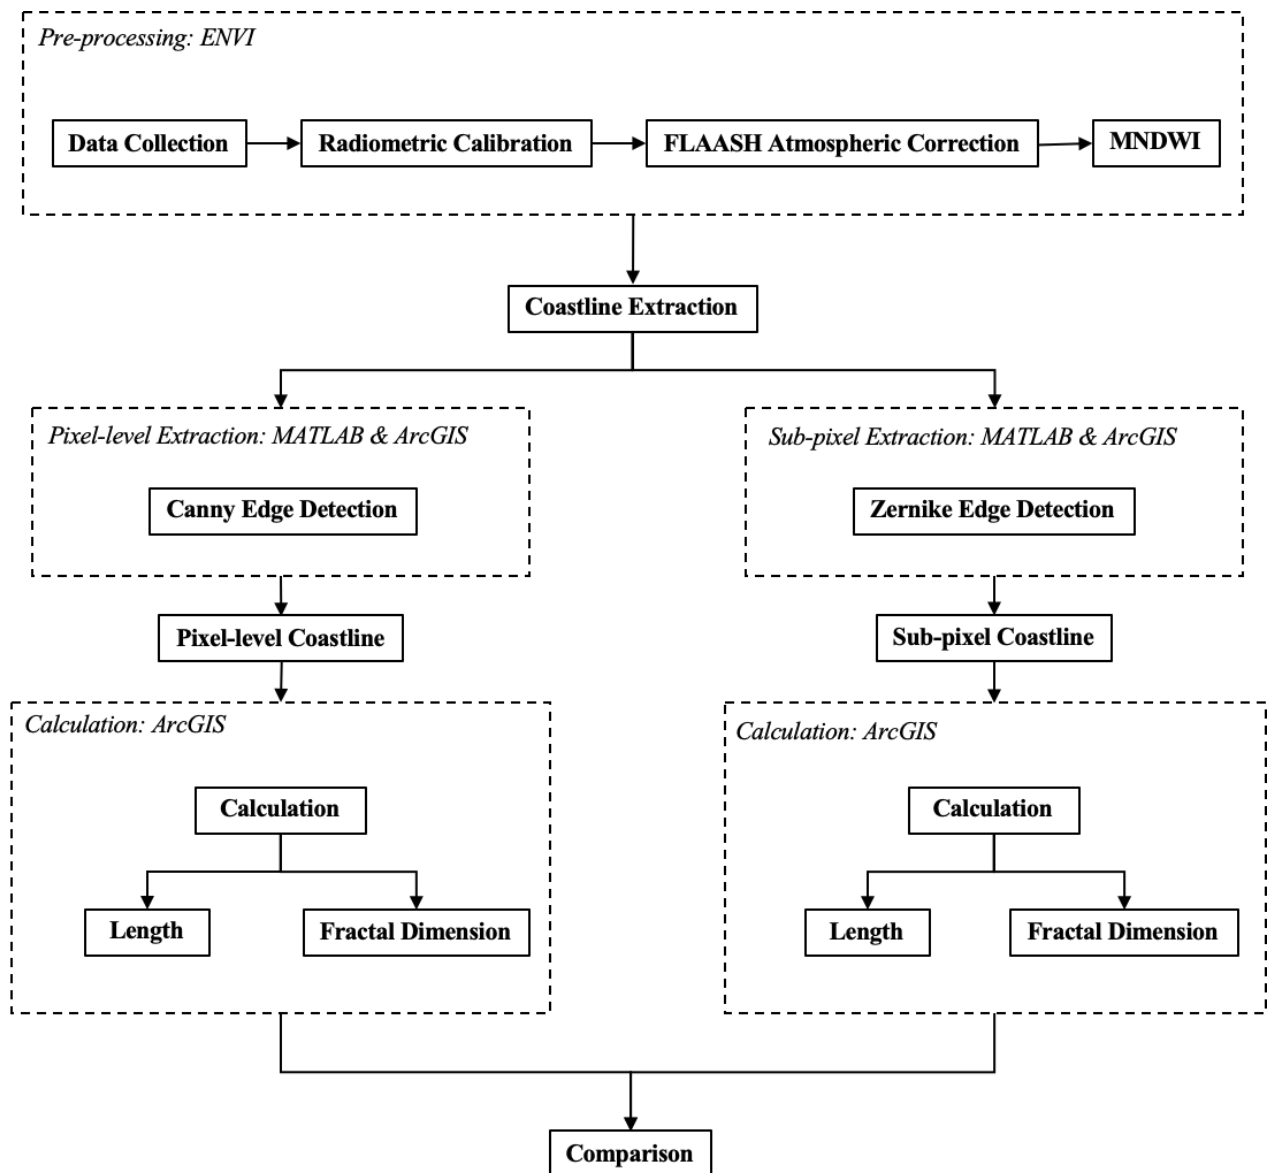 Pre-processing: ENVI
Data Collection
Radiometric Calibration
FLAASH Atmospheric Correction
MNDWI
Coastline Extraction
Pixel-level Extraction: MATLAB & ArcGIS
Canny Edge Detection
Sub-pixel Extraction: MATLAB & ArcGIS
Zernike Edge Detection
Pixel-level Coastline
Sub-pixel Coastline
Calculation: ArcGIS
Calculation
Length
Fractal Dimension
Calculation: ArcGIS
Calculation
Length
Fractal Dimension
Comparison